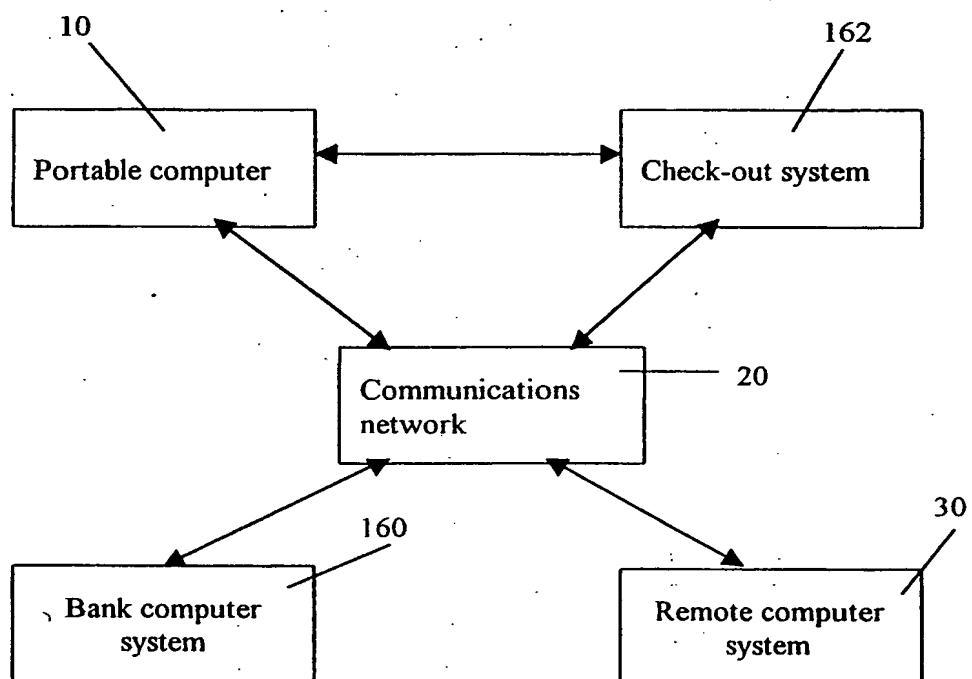 10
162
Portable computer
Check-out system
Communications
network
20
160
30
Bank computer
system
Remote computer
system